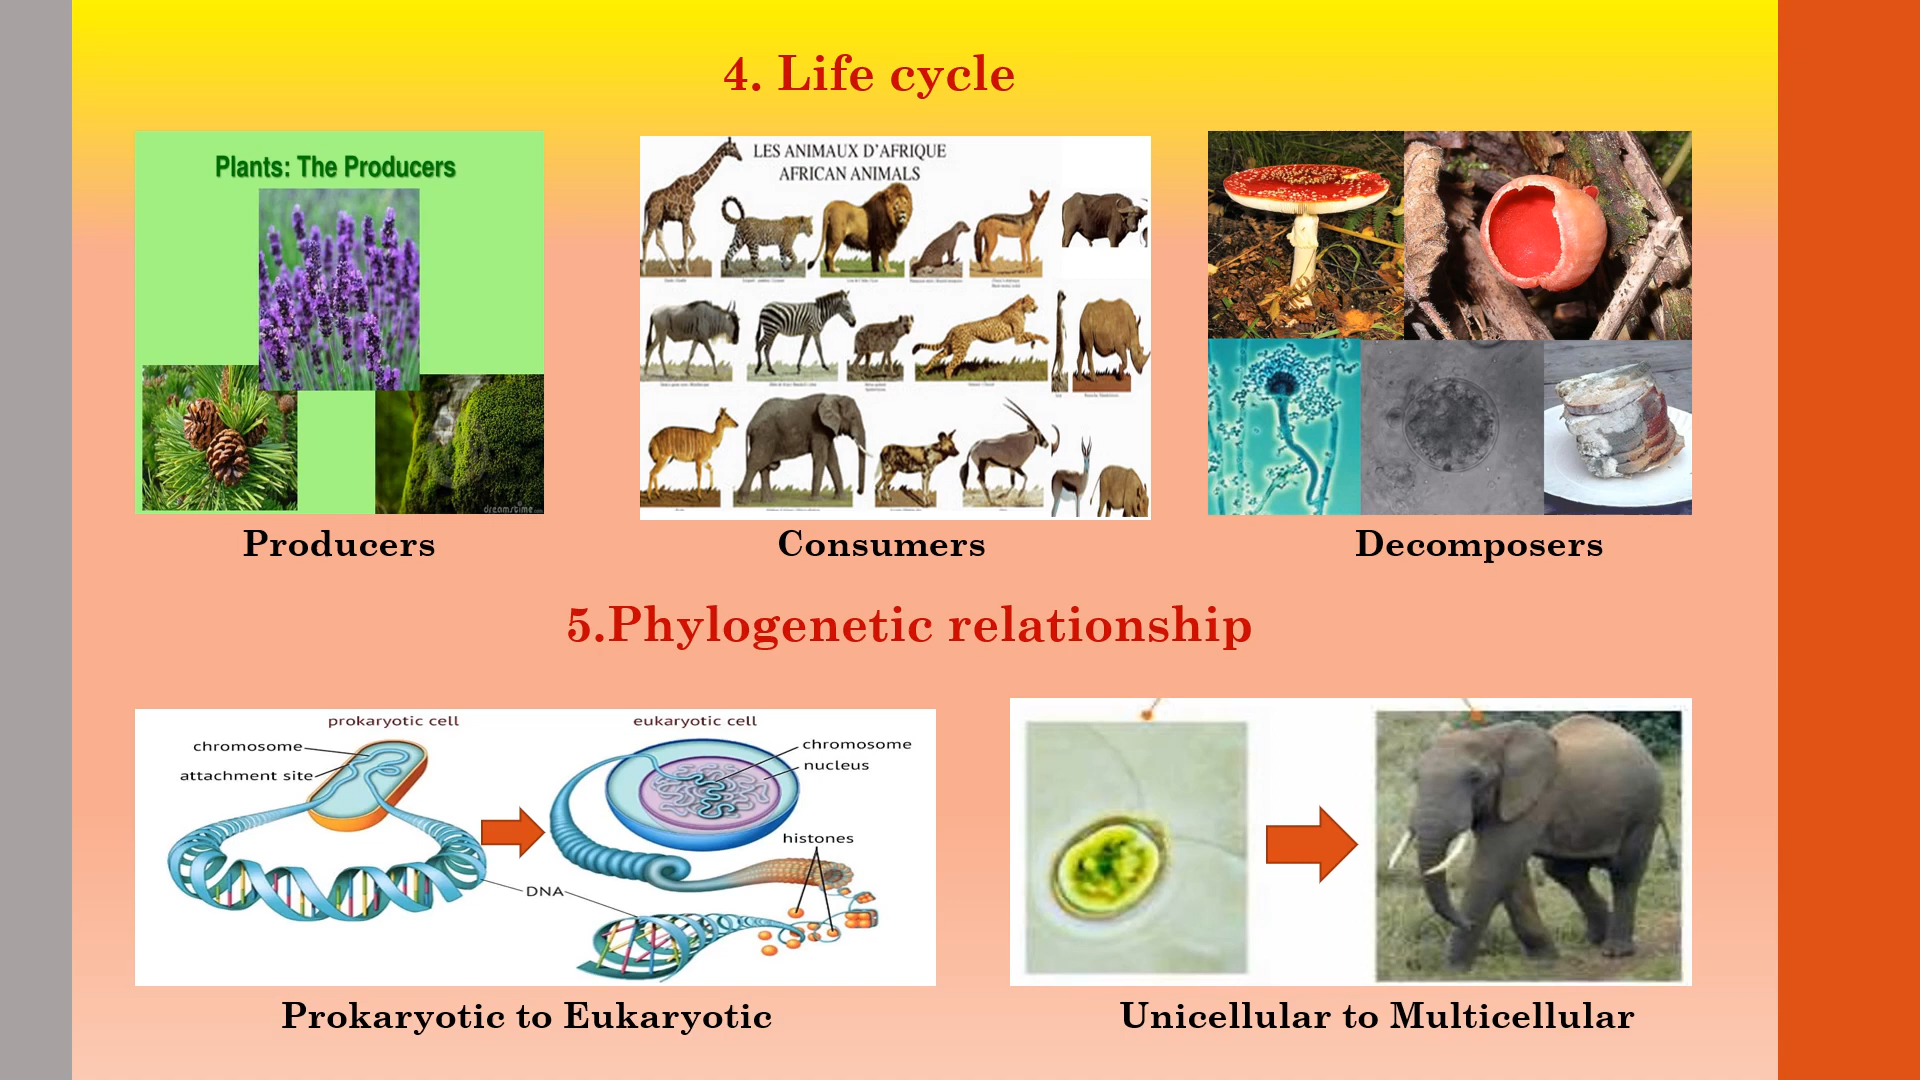 4. Life cycle
Plants: The Producers
dreamstime
LES ANIMAUX D'AFRIQUE
AFRICAN ANIMALS
Producers
Consumers
Decomposers
5.Phylogenetic relationship
prokaryotic cell
eukaryotic cell
chromosome
attachment site
chromosome
nucleus
histones
DNA
Prokaryotic to Eukaryotic
Unicellular to Multicellular